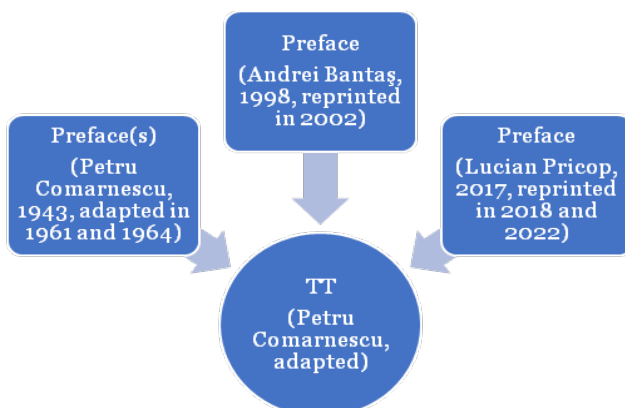 Preface
(Andrei Bantaş,
1998, reprinted
in 2002)
Preface(s)
(Petru
Comarnescu,
1943, adapted in
1961 and 1964)
Preface
(Lucian Pricop,
2017, reprinted
in 2018 and
2022)
TT
(Petru
Comarnescu,
adapted)